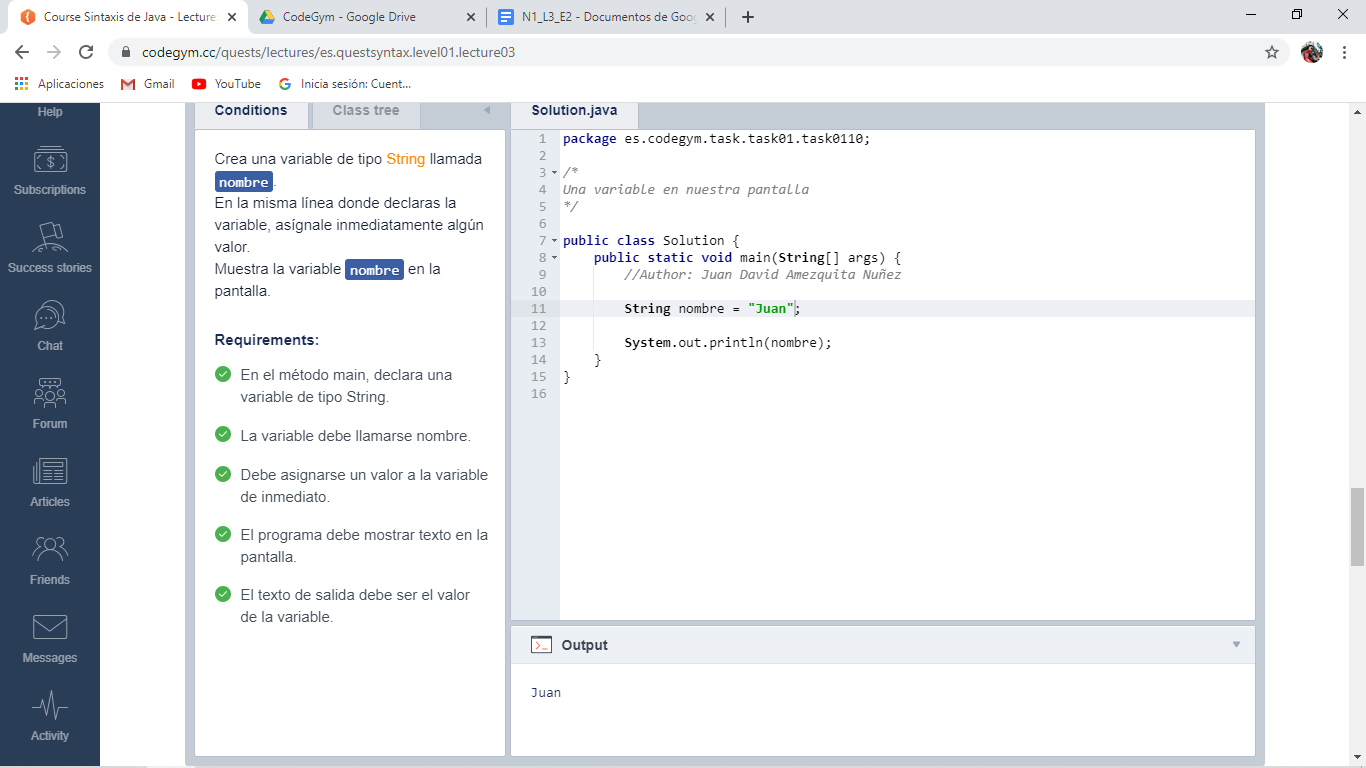 Course Sintaxis de Java - Lecture
CodeGym - Google Drive
N1_L3_E2 - Documentos de Goog
codegym.cc/quests/lectures/es.questsyntax.level01.lecture03
Aplicaciones
Gmail
YouTube
Inicia sesión: Cuent...
Help
Subscriptions
Success stories
Chat
Forum
Articles
Friends
Messages
Activity
Conditions
Class tree
Crea una variable de tipo String llamada
nombre.
En la misma línea donde declaras la
variable, asígnale inmediatamente algún
valor.
Muestra la variable nombre en la
pantalla.
Requirements:
En el método main, declara una
variable de tipo String.
La variable debe llamarse nombre.
Debe asignarse un valor a la variable
de inmediato.
El programa debe mostrar texto en la
pantalla.
El texto de salida debe ser el valor
de la variable.
Solution.java
1 package es.codegym.task.task01.task0110;
2
3 /*
4 Una variable en nuestra pantalla
5 */
6
7 public class Solution {
8 public static void main(String[] args) {
9 //Author: Juan David Amezquita Nuñez
10
11 String nombre = "Juan";
12
13 System.out.println(nombre);
14 }
15 }
16
Output
Juan